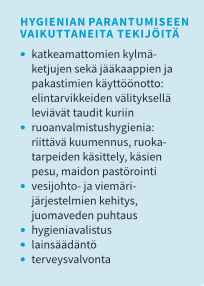 HYGIENIAN PARANTUMISEEN
VAIKUTTANEITA TEKIJÖITÄ
• katkeamattomien kylmä-
ketjujen sekä jääkaappien ja
pakastimien käyttöönotto:
elintarvikkeiden välityksellä
leviävät taudit kuriin
• ruoanvalmistushygienia:
riittävä kuumennus, ruoka-
tarpeiden käsittely, käsien
pesu, maidon pastörointi
• vesijohto- ja viemäri-
järjestelmien kehitys,
juomaveden puhtaus
• hygieniavalistus
• lainsäädäntö
• terveysvalvonta